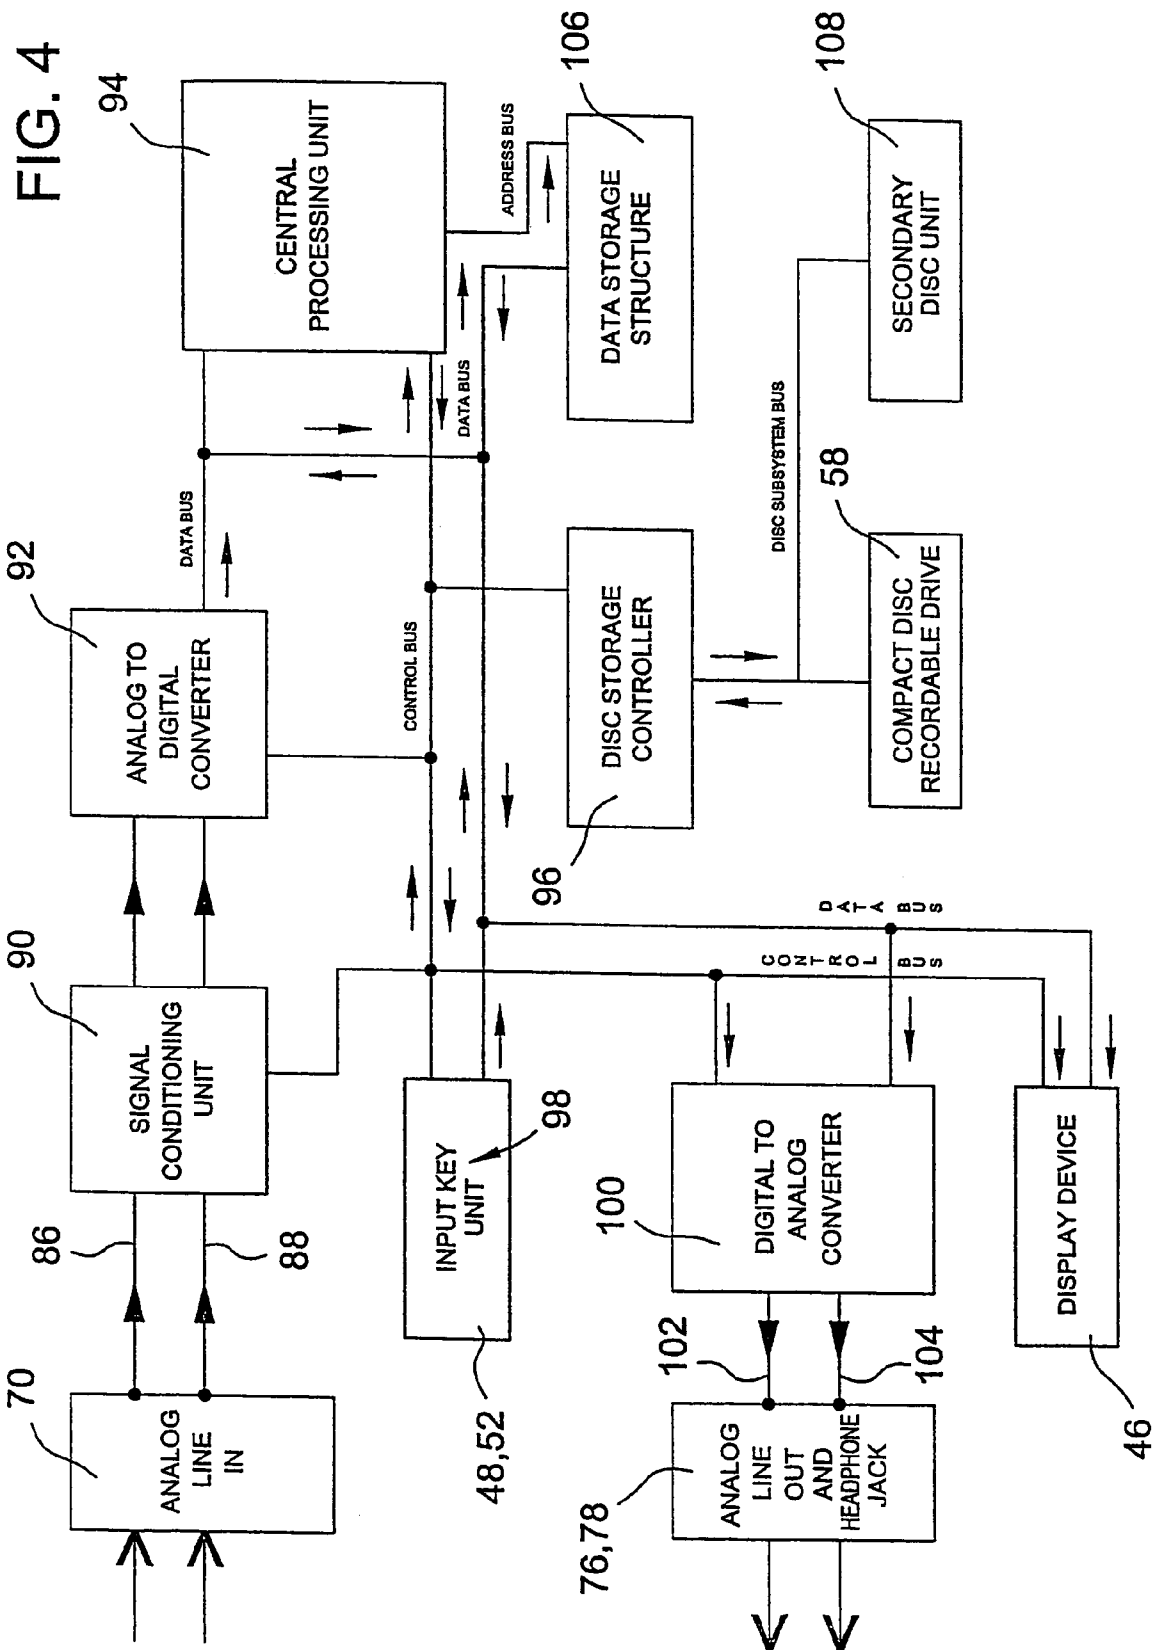 FIG. 4
70
ANALOG
LINE
IN
86
88
90
SIGNAL
CONDITIONING
UNIT
92
ANALOG TO
DIGITAL
CONVERTER
DATA BUS
94
CENTRAL
PROCESSING UNIT
CONTROL BUS
DATA BUS
ADDRESS BUS
48,52
INPUT KEY
UNIT
98
96
DISC STORAGE
CONTROLLER
106
DATA STORAGE
STRUCTURE
76,78
ANALOG
LINE
OUT
AND
HEADPHONE
JACK
102
104
100
DIGITAL TO
ANALOG
CONVERTER
CONTROL BUS
DATA BUS
DISC SUBSYSTEM BUS
58
COMPACT DISC
RECORDABLE DRIVE
108
SECONDARY
DISC UNIT
46
DISPLAY DEVICE